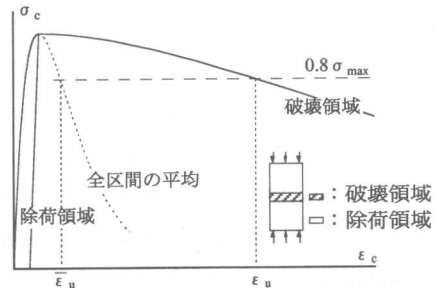 σc
0.8 σmax
破壊領域
全区間の平均
除荷領域
：破壊領域
：除荷領域
εc
ε̅u
εu